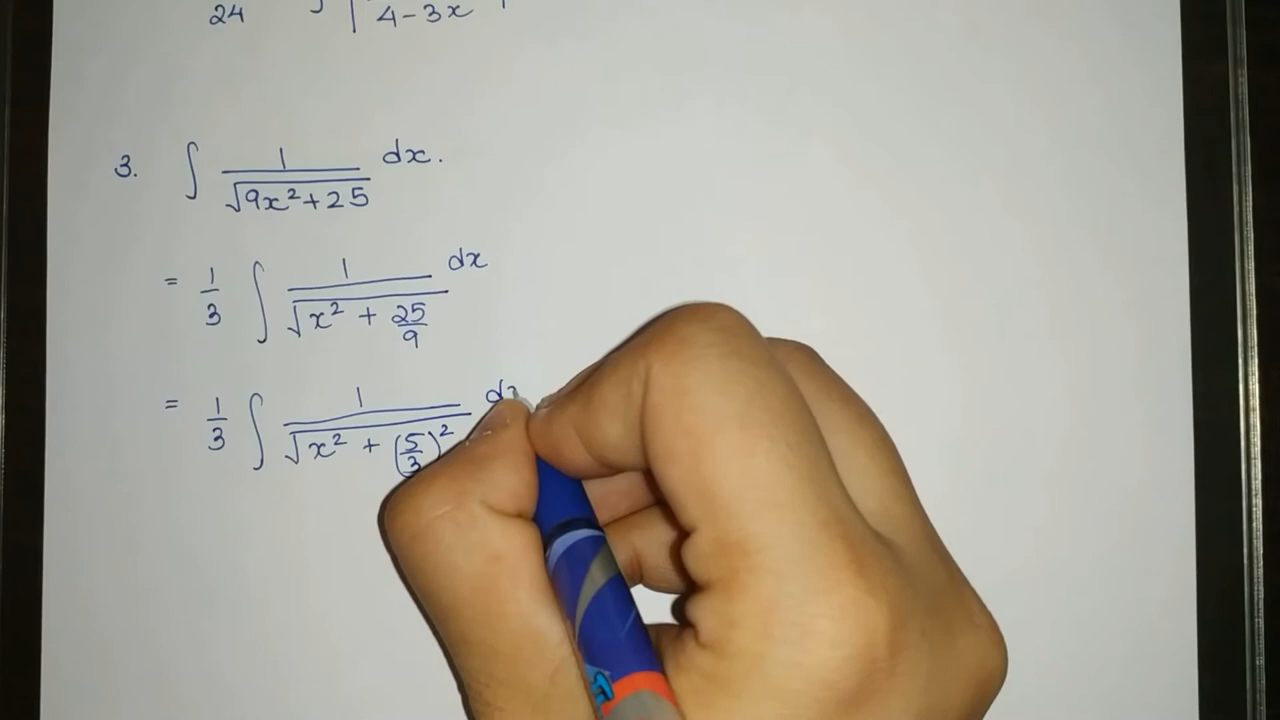 24 4-3x
3. ∫ 1/√(9x²+25) dx.
= 1/3 ∫ 1/√(x² + 25/9) dx
= 1/3 ∫ 1/√(x² + (5/3)²)